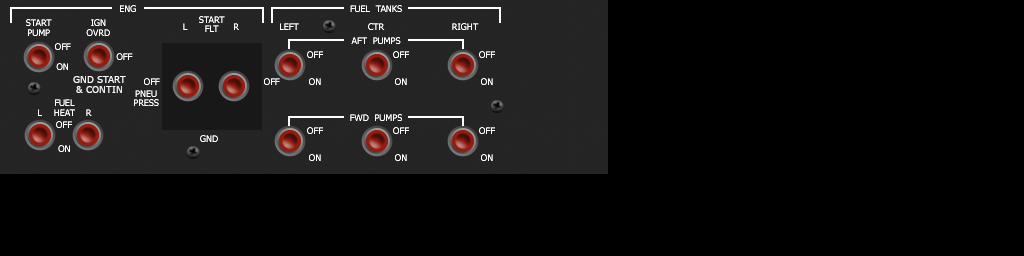 ENG
START
PUMP
IGN
OVRD
OFF
ON
OFF
GND START
& CONTIN
FUEL
HEAT
L
R
OFF
ON
START
FLT
L
R
OFF
OFF
PNEU
PRESS
GND
FUEL TANKS
LEFT
CTR
RIGHT
AFT PUMPS
OFF
OFF
OFF
ON
ON
ON
FWD PUMPS
OFF
OFF
OFF
ON
ON
ON